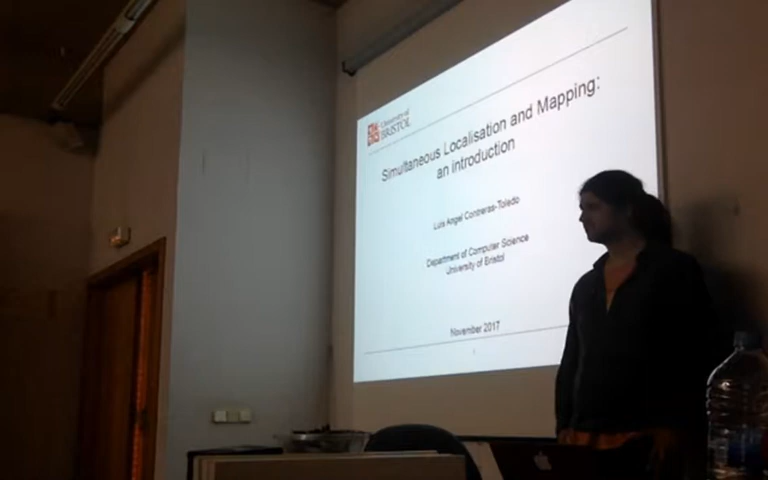 University of
BRISTOL
Simultaneous Localisation and Mapping:
an introduction
Luis Angel Contreras-Toledo
Department of Computer Science
University of Bristol
November 2017
1